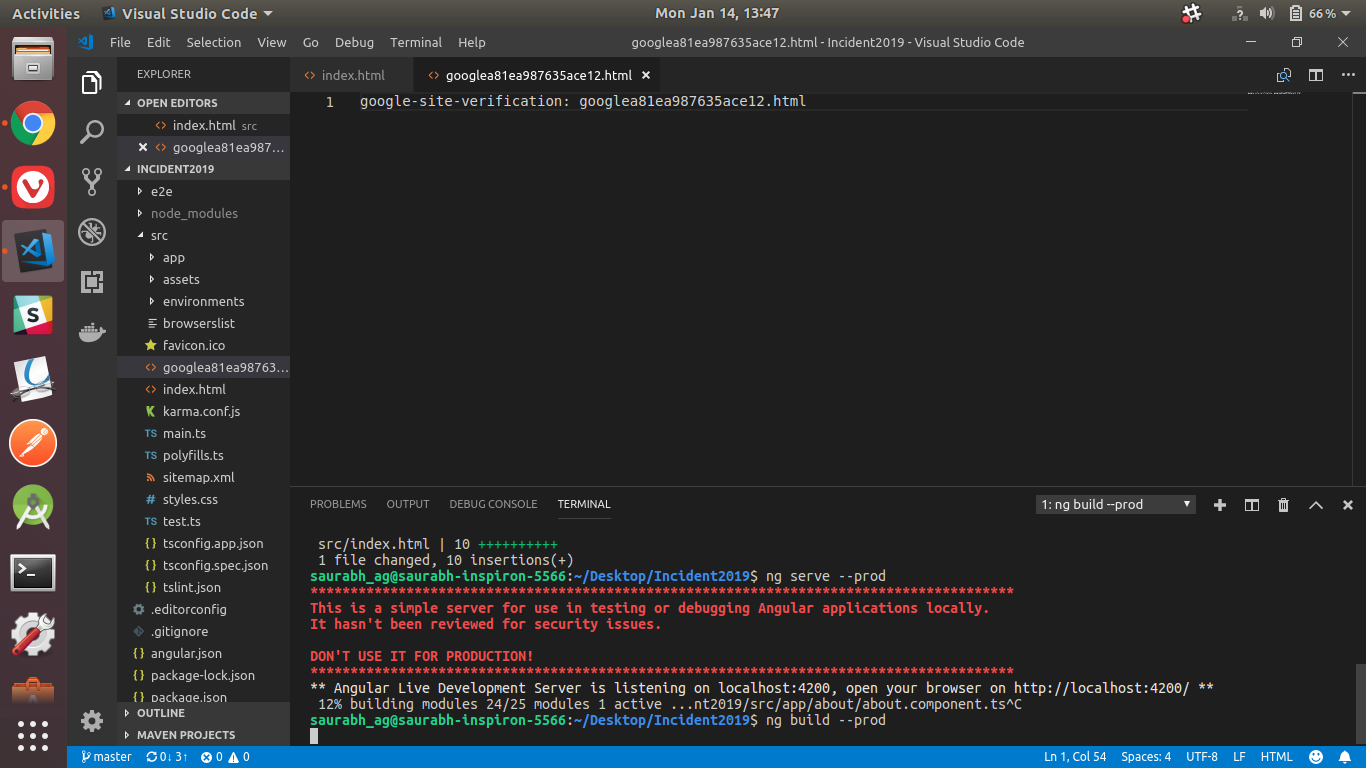 Activities
Visual Studio Code
Mon Jan 14, 13:47
66%
File Edit Selection View Go Debug Terminal Help
googlea81ea987635ace12.html - Incident2019 - Visual Studio Code
EXPLORER
index.html
googlea81ea987635ace12.html
OPEN EDITORS
index.html src
googlea81ea987...
INCIDENT2019
e2e
node_modules
src
app
assets
environments
browserslist
favicon.ico
googlea81ea98763...
index.html
karma.conf.js
TS main.ts
TS polyfills.ts
sitemap.xml
# styles.css
TS test.ts
{} tsconfig.app.json
{} tsconfig.spec.json
{} tslint.json
.editorconfig
.gitignore
{} angular.json
{} package-lock.json
{} package.json
OUTLINE
MAVEN PROJECTS
1 google-site-verification: googlea81ea987635ace12.html
PROBLEMS OUTPUT DEBUG CONSOLE TERMINAL
1: ng build --prod
src/index.html | 10 ++++++++++
1 file changed, 10 insertions(+)
saurabh_ag@saurabh-inspiron-5566:~/Desktop/Incident2019$ ng serve --prod
****************************************************************************************
This is a simple server for use in testing or debugging Angular applications locally.
It hasn't been reviewed for security issues.
DON'T USE IT FOR PRODUCTION!
****************************************************************************************
** Angular Live Development Server is listening on localhost:4200, open your browser on http://localhost:4200/ **
12% building modules 24/25 modules 1 active ...nt2019/src/app/about/about.component.ts^C
saurabh_ag@saurabh-inspiron-5566:~/Desktop/Incident2019$ ng build --prod
master 0↓ 3↑ 0 0
Ln 1, Col 54 Spaces: 4 UTF-8 LF HTML